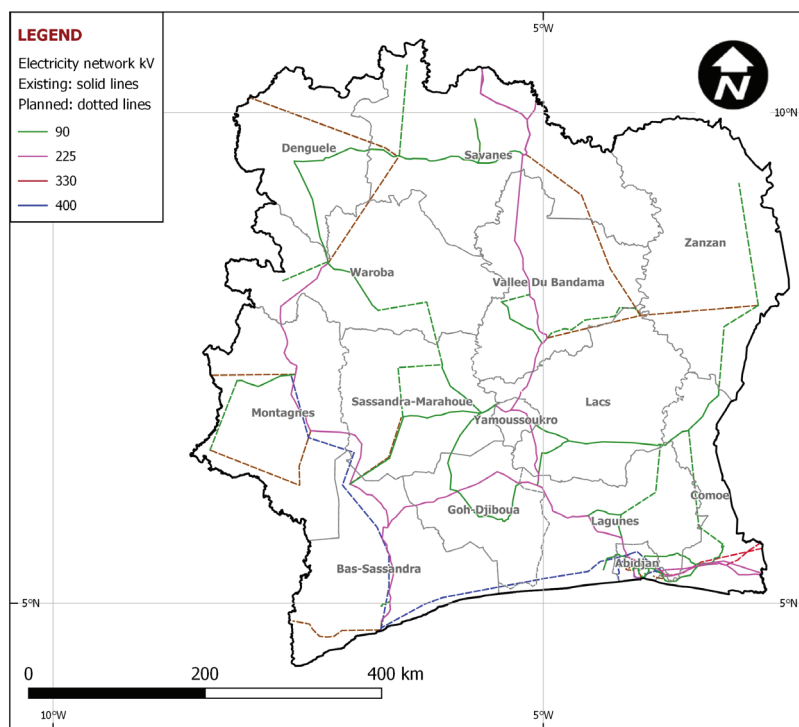 5°W
LEGEND
Electricity network kV
Existing: solid lines
Planned: dotted lines
90
225
330
400
N
10°N
Denguele
Savanes
Zanzan
Waroba
Vallee Du Bandama
Montagnes
Sassandra-Marahoue
Lacs
Yamoussoukro
Comoe
Goh-Djiboua
Lagunes
Abidjan
Bas-Sassandra
5°N
5°N
0
200
400 km
10°W
5°W